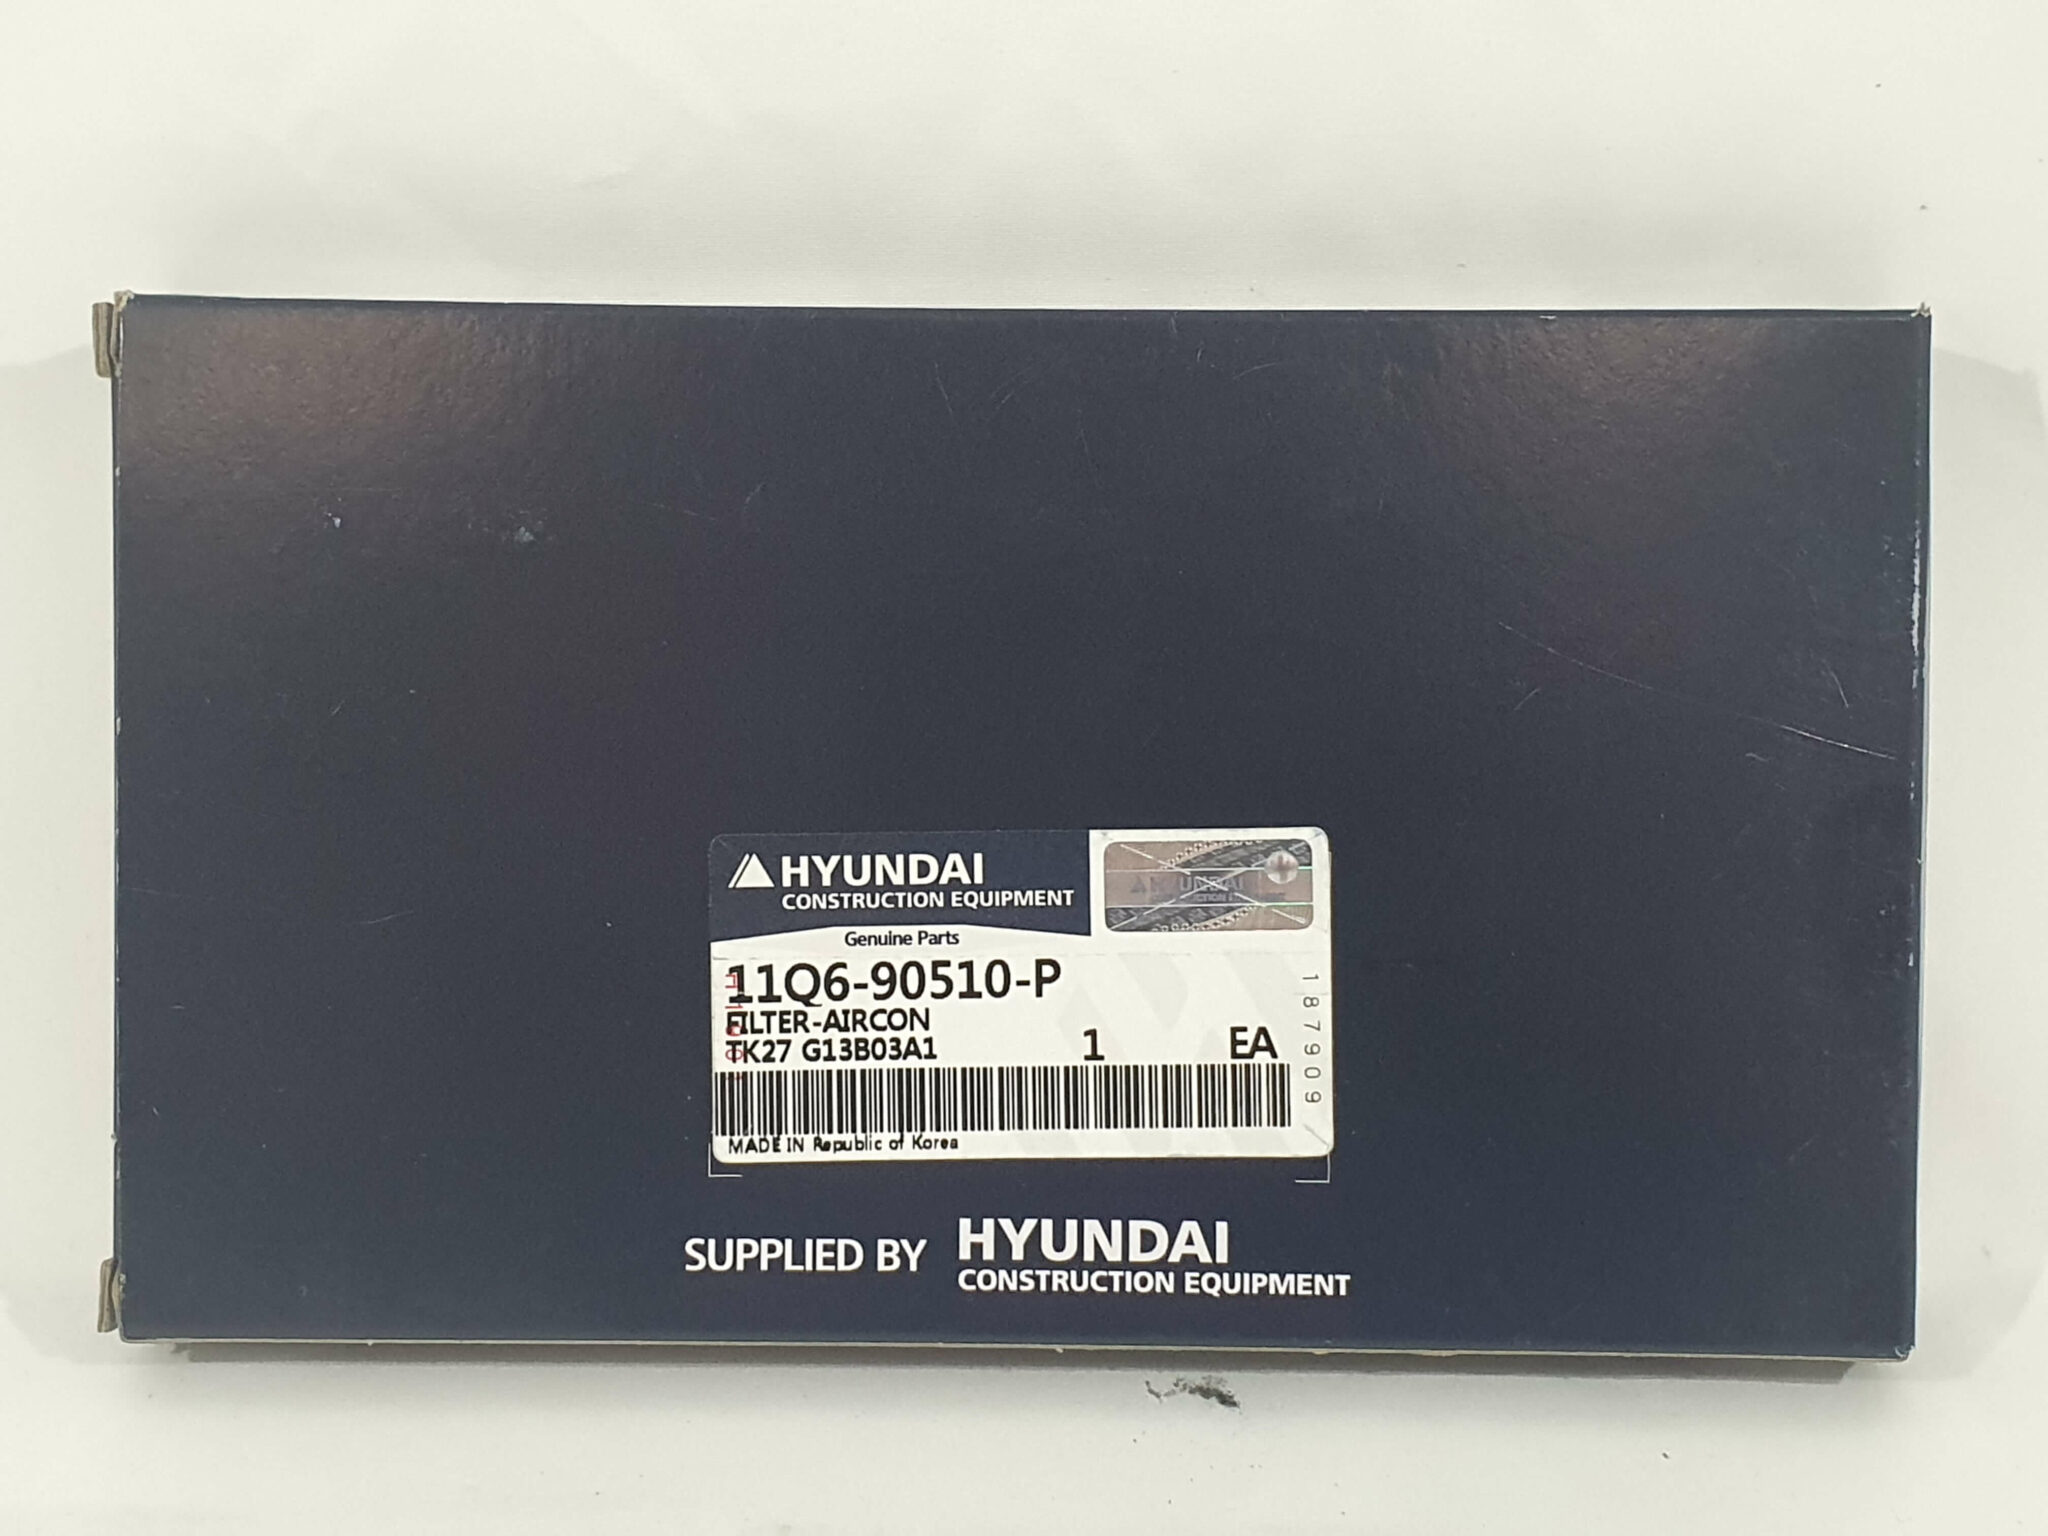 HYUNDAI
CONSTRUCTION EQUIPMENT
Genuine Parts
HYUNDAI
11Q6-90510-P
FILTER-AIRCON
TK27 G13B03A1
1 EA
187909
MADE IN Republic of Korea
SUPPLIED BY HYUNDAI
CONSTRUCTION EQUIPMENT